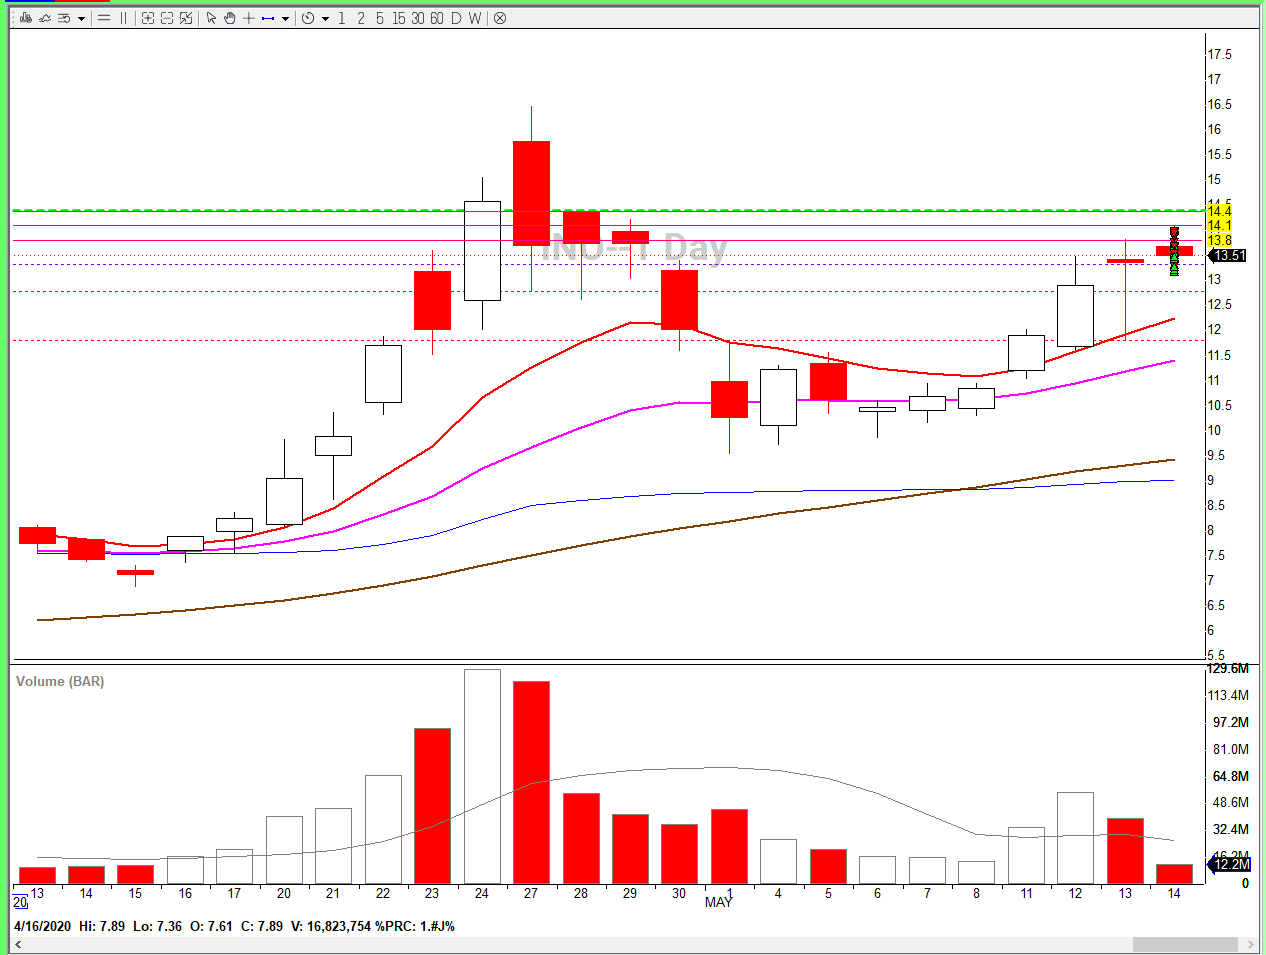 1 2 5 15 30 60 D W
INO--1 Day
17.5
17
16.5
16
15.5
15
14.5
14.4
14.1
13.8
13.51
13
12.5
12
11.5
11
10.5
10
9.5
9
8.5
8
7.5
7
6.5
6
5.5
Volume (BAR)
129.6M
113.4M
97.2M
81.0M
64.8M
48.6M
32.4M
16.2M
12.2M
0
13 14 15 16 17 20 21 22 23 24 27 28 29 30 1 4 5 6 7 8 11 12 13 14
20 MAY
4/16/2020 Hi: 7.89 Lo: 7.36 O: 7.61 C: 7.89 V: 16,823,754 %PRC: 1.#J%